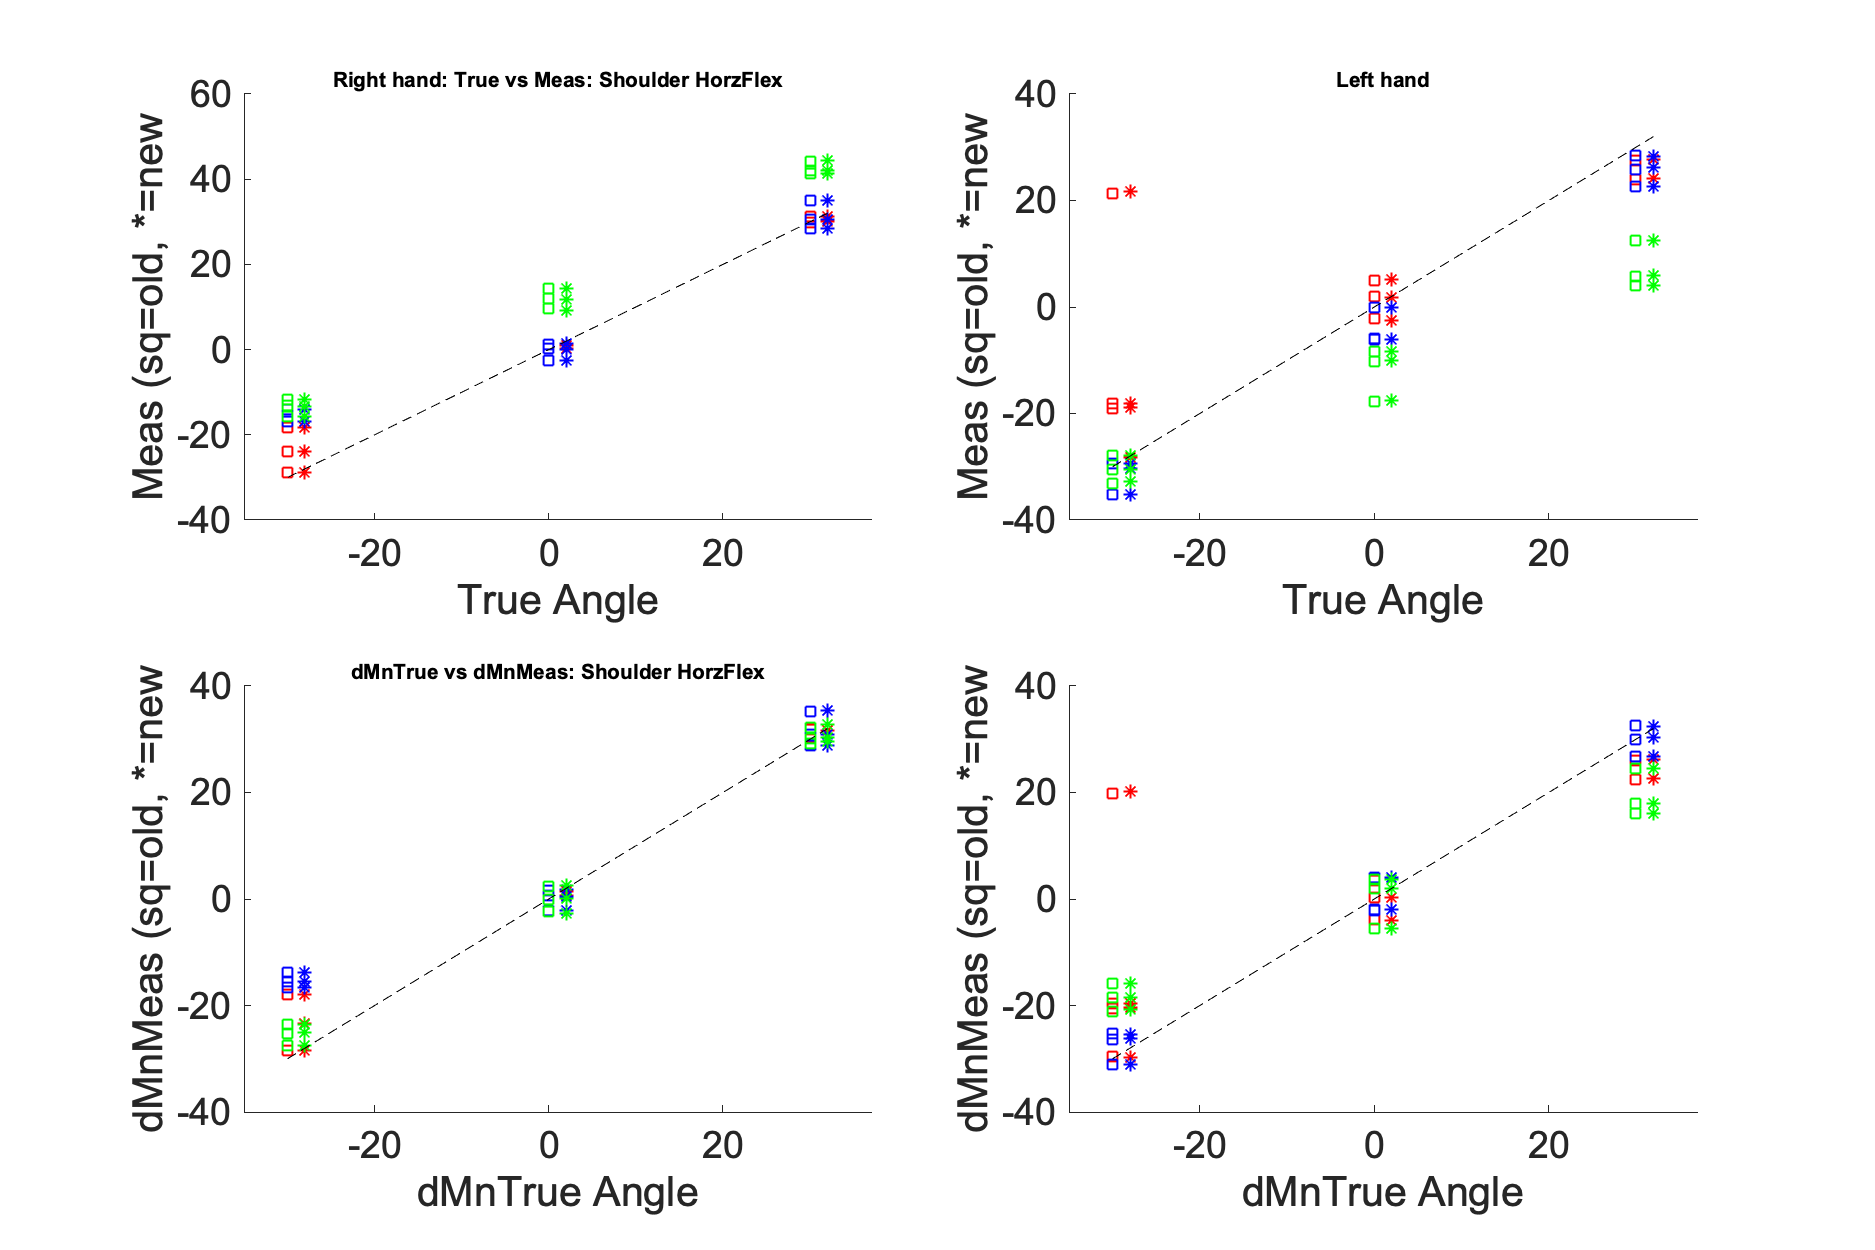 Right hand: True vs Meas: Shoulder HorzFlex
60
40
20
0
-20
-40
Meas (sq=old, *=new
-20 0 20
True Angle
Left hand
40
20
0
-20
-40
Meas (sq=old, *=new
-20 0 20
True Angle
dMnTrue vs dMnMeas: Shoulder HorzFlex
40
20
0
-20
-40
dMnMeas (sq=old, *=new
-20 0 20
dMnTrue Angle
40
20
0
-20
-40
dMnMeas (sq=old, *=new
-20 0 20
dMnTrue Angle